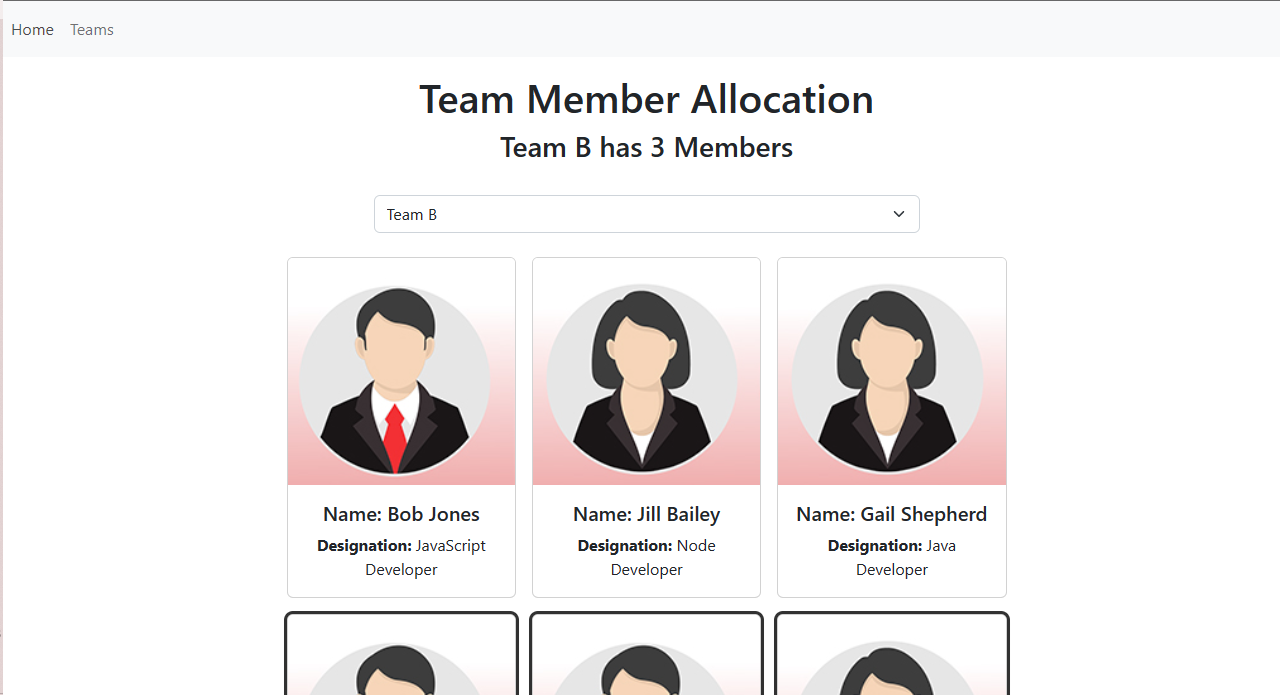 Home Teams
Team Member Allocation
Team B has 3 Members
Team B
Name: Bob Jones
Designation: JavaScript
Developer
Name: Jill Bailey
Designation: Node
Developer
Name: Gail Shepherd
Designation: Java
Developer